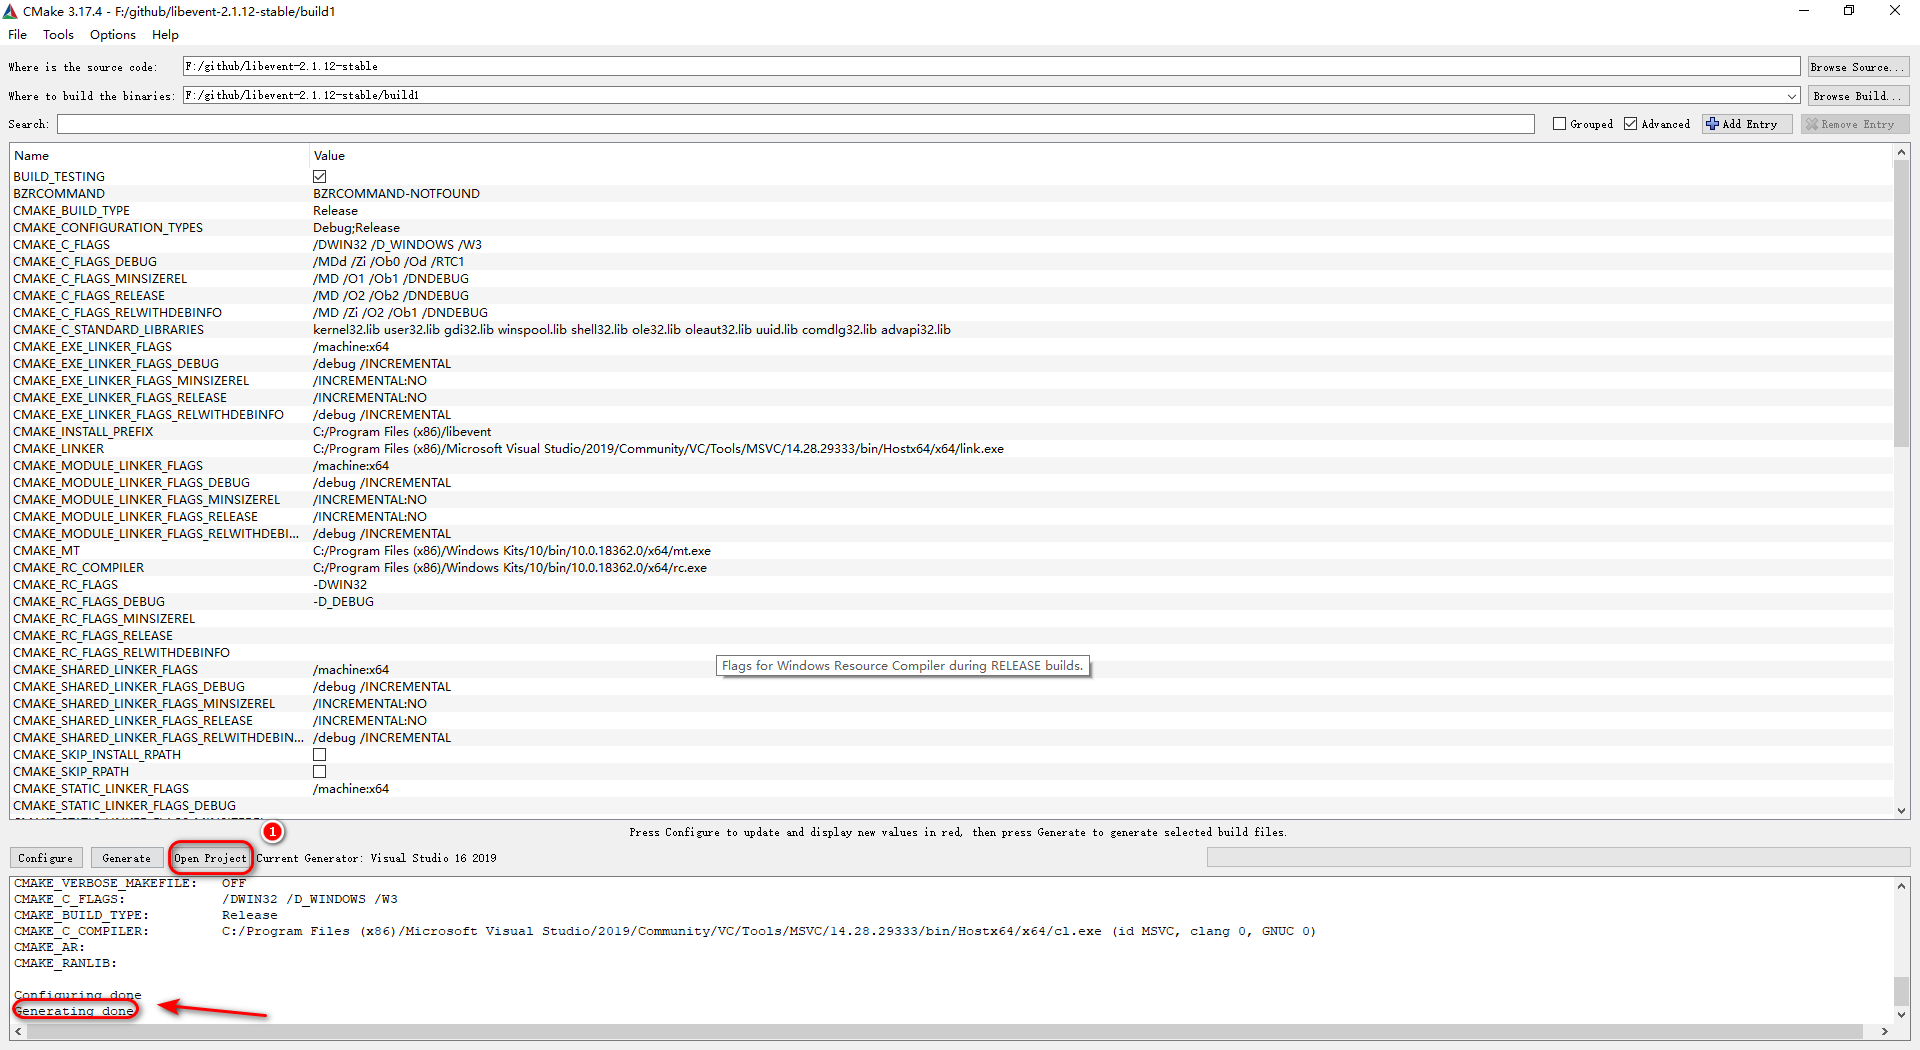 CMake 3.17.4 - F:/github/libevent-2.1.12-stable/build1
File Tools Options Help
Where is the source code: F:/github/libevent-2.1.12-stable Browse Source...
Where to build the binaries: F:/github/libevent-2.1.12-stable/build1 Browse Build...
Search: Grouped Advanced Add Entry Remove Entry
Name Value
BUILD_TESTING
BZRCOMMAND BZRCOMMAND-NOTFOUND
CMAKE_BUILD_TYPE Release
CMAKE_CONFIGURATION_TYPES Debug;Release
CMAKE_C_FLAGS /DWIN32 /D_WINDOWS /W3
CMAKE_C_FLAGS_DEBUG /MDd /Zi /Ob0 /Od /RTC1
CMAKE_C_FLAGS_MINSIZEREL /MD /O1 /Ob1 /DNDEBUG
CMAKE_C_FLAGS_RELEASE /MD /O2 /Ob2 /DNDEBUG
CMAKE_C_FLAGS_RELWITHDEBINFO /MD /Zi /O2 /Ob1 /DNDEBUG
CMAKE_C_STANDARD_LIBRARIES kernel32.lib user32.lib gdi32.lib winspool.lib shell32.lib ole32.lib oleaut32.lib uuid.lib comdlg32.lib advapi32.lib
CMAKE_EXE_LINKER_FLAGS /machine:x64
CMAKE_EXE_LINKER_FLAGS_DEBUG /debug /INCREMENTAL
CMAKE_EXE_LINKER_FLAGS_MINSIZEREL /INCREMENTAL:NO
CMAKE_EXE_LINKER_FLAGS_RELEASE /INCREMENTAL:NO
CMAKE_EXE_LINKER_FLAGS_RELWITHDEBINFO /debug /INCREMENTAL
CMAKE_INSTALL_PREFIX C:/Program Files (x86)/libevent
CMAKE_LINKER C:/Program Files (x86)/Microsoft Visual Studio/2019/Community/VC/Tools/MSVC/14.28.29333/bin/Hostx64/x64/link.exe
CMAKE_MODULE_LINKER_FLAGS /machine:x64
CMAKE_MODULE_LINKER_FLAGS_DEBUG /debug /INCREMENTAL
CMAKE_MODULE_LINKER_FLAGS_MINSIZEREL /INCREMENTAL:NO
CMAKE_MODULE_LINKER_FLAGS_RELEASE /INCREMENTAL:NO
CMAKE_MODULE_LINKER_FLAGS_RELWITHDEBI... /debug /INCREMENTAL
CMAKE_MT C:/Program Files (x86)/Windows Kits/10/bin/10.0.18362.0/x64/mt.exe
CMAKE_RC_COMPILER C:/Program Files (x86)/Windows Kits/10/bin/10.0.18362.0/x64/rc.exe
CMAKE_RC_FLAGS -DWIN32
CMAKE_RC_FLAGS_DEBUG -D_DEBUG
CMAKE_RC_FLAGS_MINSIZEREL
CMAKE_RC_FLAGS_RELEASE
CMAKE_RC_FLAGS_RELWITHDEBINFO
Flags for Windows Resource Compiler during RELEASE builds.
CMAKE_SHARED_LINKER_FLAGS /machine:x64
CMAKE_SHARED_LINKER_FLAGS_DEBUG /debug /INCREMENTAL
CMAKE_SHARED_LINKER_FLAGS_MINSIZEREL /INCREMENTAL:NO
CMAKE_SHARED_LINKER_FLAGS_RELEASE /INCREMENTAL:NO
CMAKE_SHARED_LINKER_FLAGS_RELWITHDEBIN... /debug /INCREMENTAL
CMAKE_SKIP_INSTALL_RPATH
CMAKE_SKIP_RPATH
CMAKE_STATIC_LINKER_FLAGS /machine:x64
CMAKE_STATIC_LINKER_FLAGS_DEBUG
1
Press Configure to update and display new values in red, then press Generate to generate selected build files.
Configure Generate Open Project Current Generator: Visual Studio 16 2019
CMAKE_VERBOSE_MAKEFILE: OFF
CMAKE_C_FLAGS: /DWIN32 /D_WINDOWS /W3
CMAKE_BUILD_TYPE: Release
CMAKE_C_COMPILER: C:/Program Files (x86)/Microsoft Visual Studio/2019/Community/VC/Tools/MSVC/14.28.29333/bin/Hostx64/x64/cl.exe (id MSVC, clang 0, GNUC 0)
CMAKE_AR:
CMAKE_RANLIB:
Configuring done
Generating done